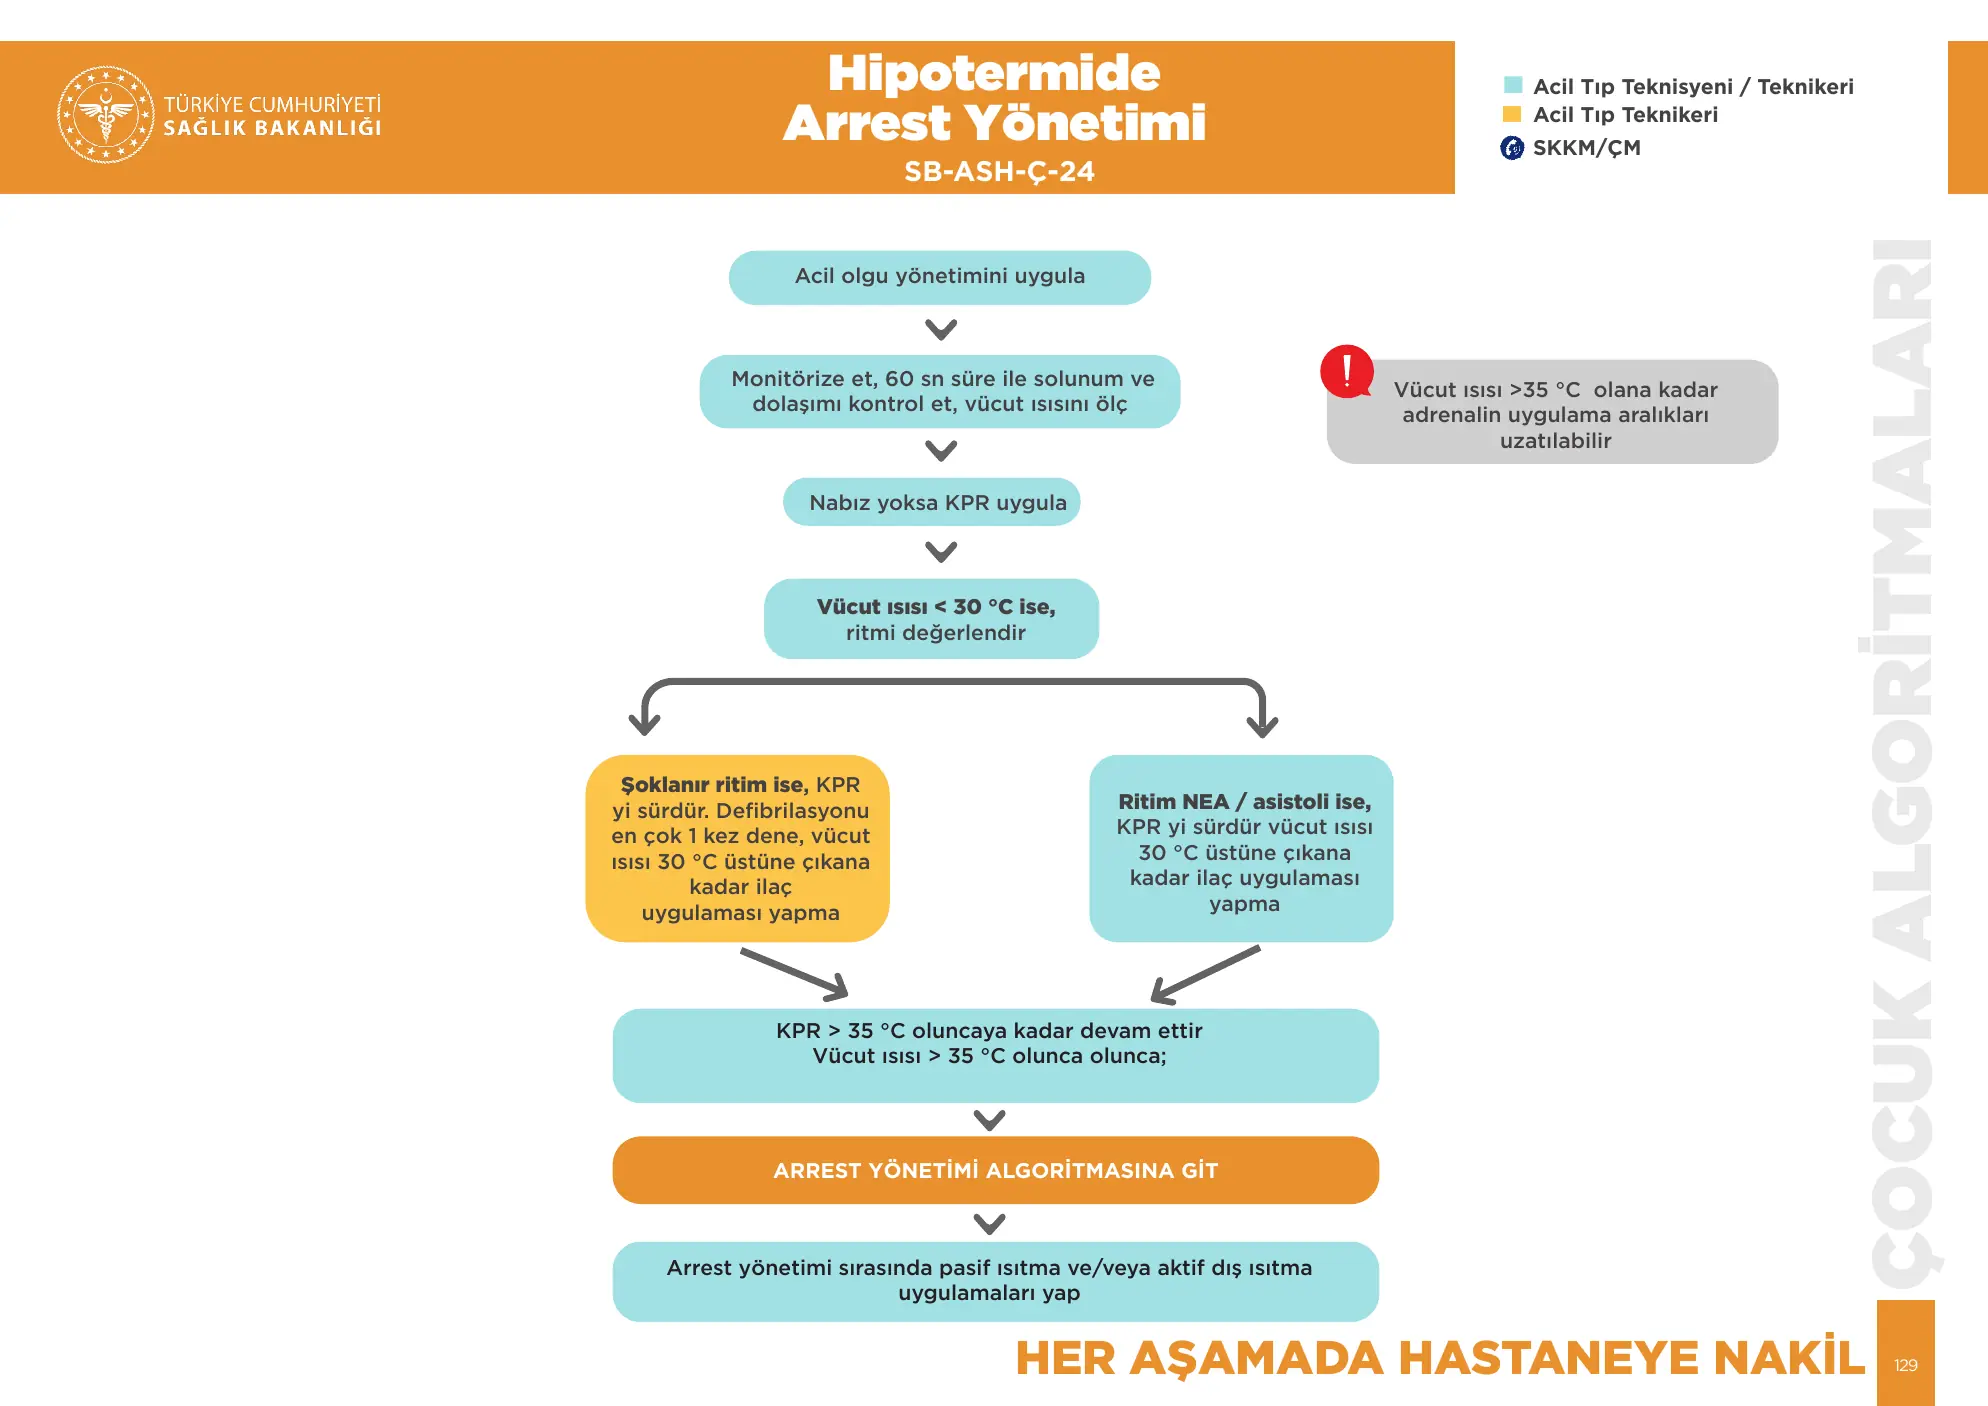 TÜRKİYE CUMHURİYETİ
SAĞLIK BAKANLIĞI
Hipotermide
Arrest Yönetimi
SB-ASH-Ç-24
Acil Tıp Teknisyeni / Teknikeri
Acil Tıp Teknikeri
SKKM/ÇM
Acil olgu yönetimini uygula
Monitörize et, 60 sn süre ile solunum ve
dolaşımı kontrol et, vücut ısısını ölç
!
Vücut ısısı >35 °C olana kadar
adrenalin uygulama aralıkları
uzatılabilir
Nabız yoksa KPR uygula
Vücut ısısı < 30 °C ise,
ritmi değerlendir
Şoklanır ritim ise, KPR
yi sürdür. Defibrilasyonu
en çok 1 kez dene, vücut
ısısı 30 °C üstüne çıkana
kadar ilaç
uygulaması yapma
Ritim NEA / asistoli ise,
KPR yi sürdür vücut ısısı
30 °C üstüne çıkana
kadar ilaç uygulaması
yapma
KPR > 35 °C oluncaya kadar devam ettir
Vücut ısısı > 35 °C olunca olunca;
ARREST YÖNETİMİ ALGORİTMASINA GİT
Arrest yönetimi sırasında pasif ısıtma ve/veya aktif dış ısıtma
uygulamaları yap
ÇOCUK ALGORİTMALARI
HER AŞAMADA HASTANEYE NAKİL
129